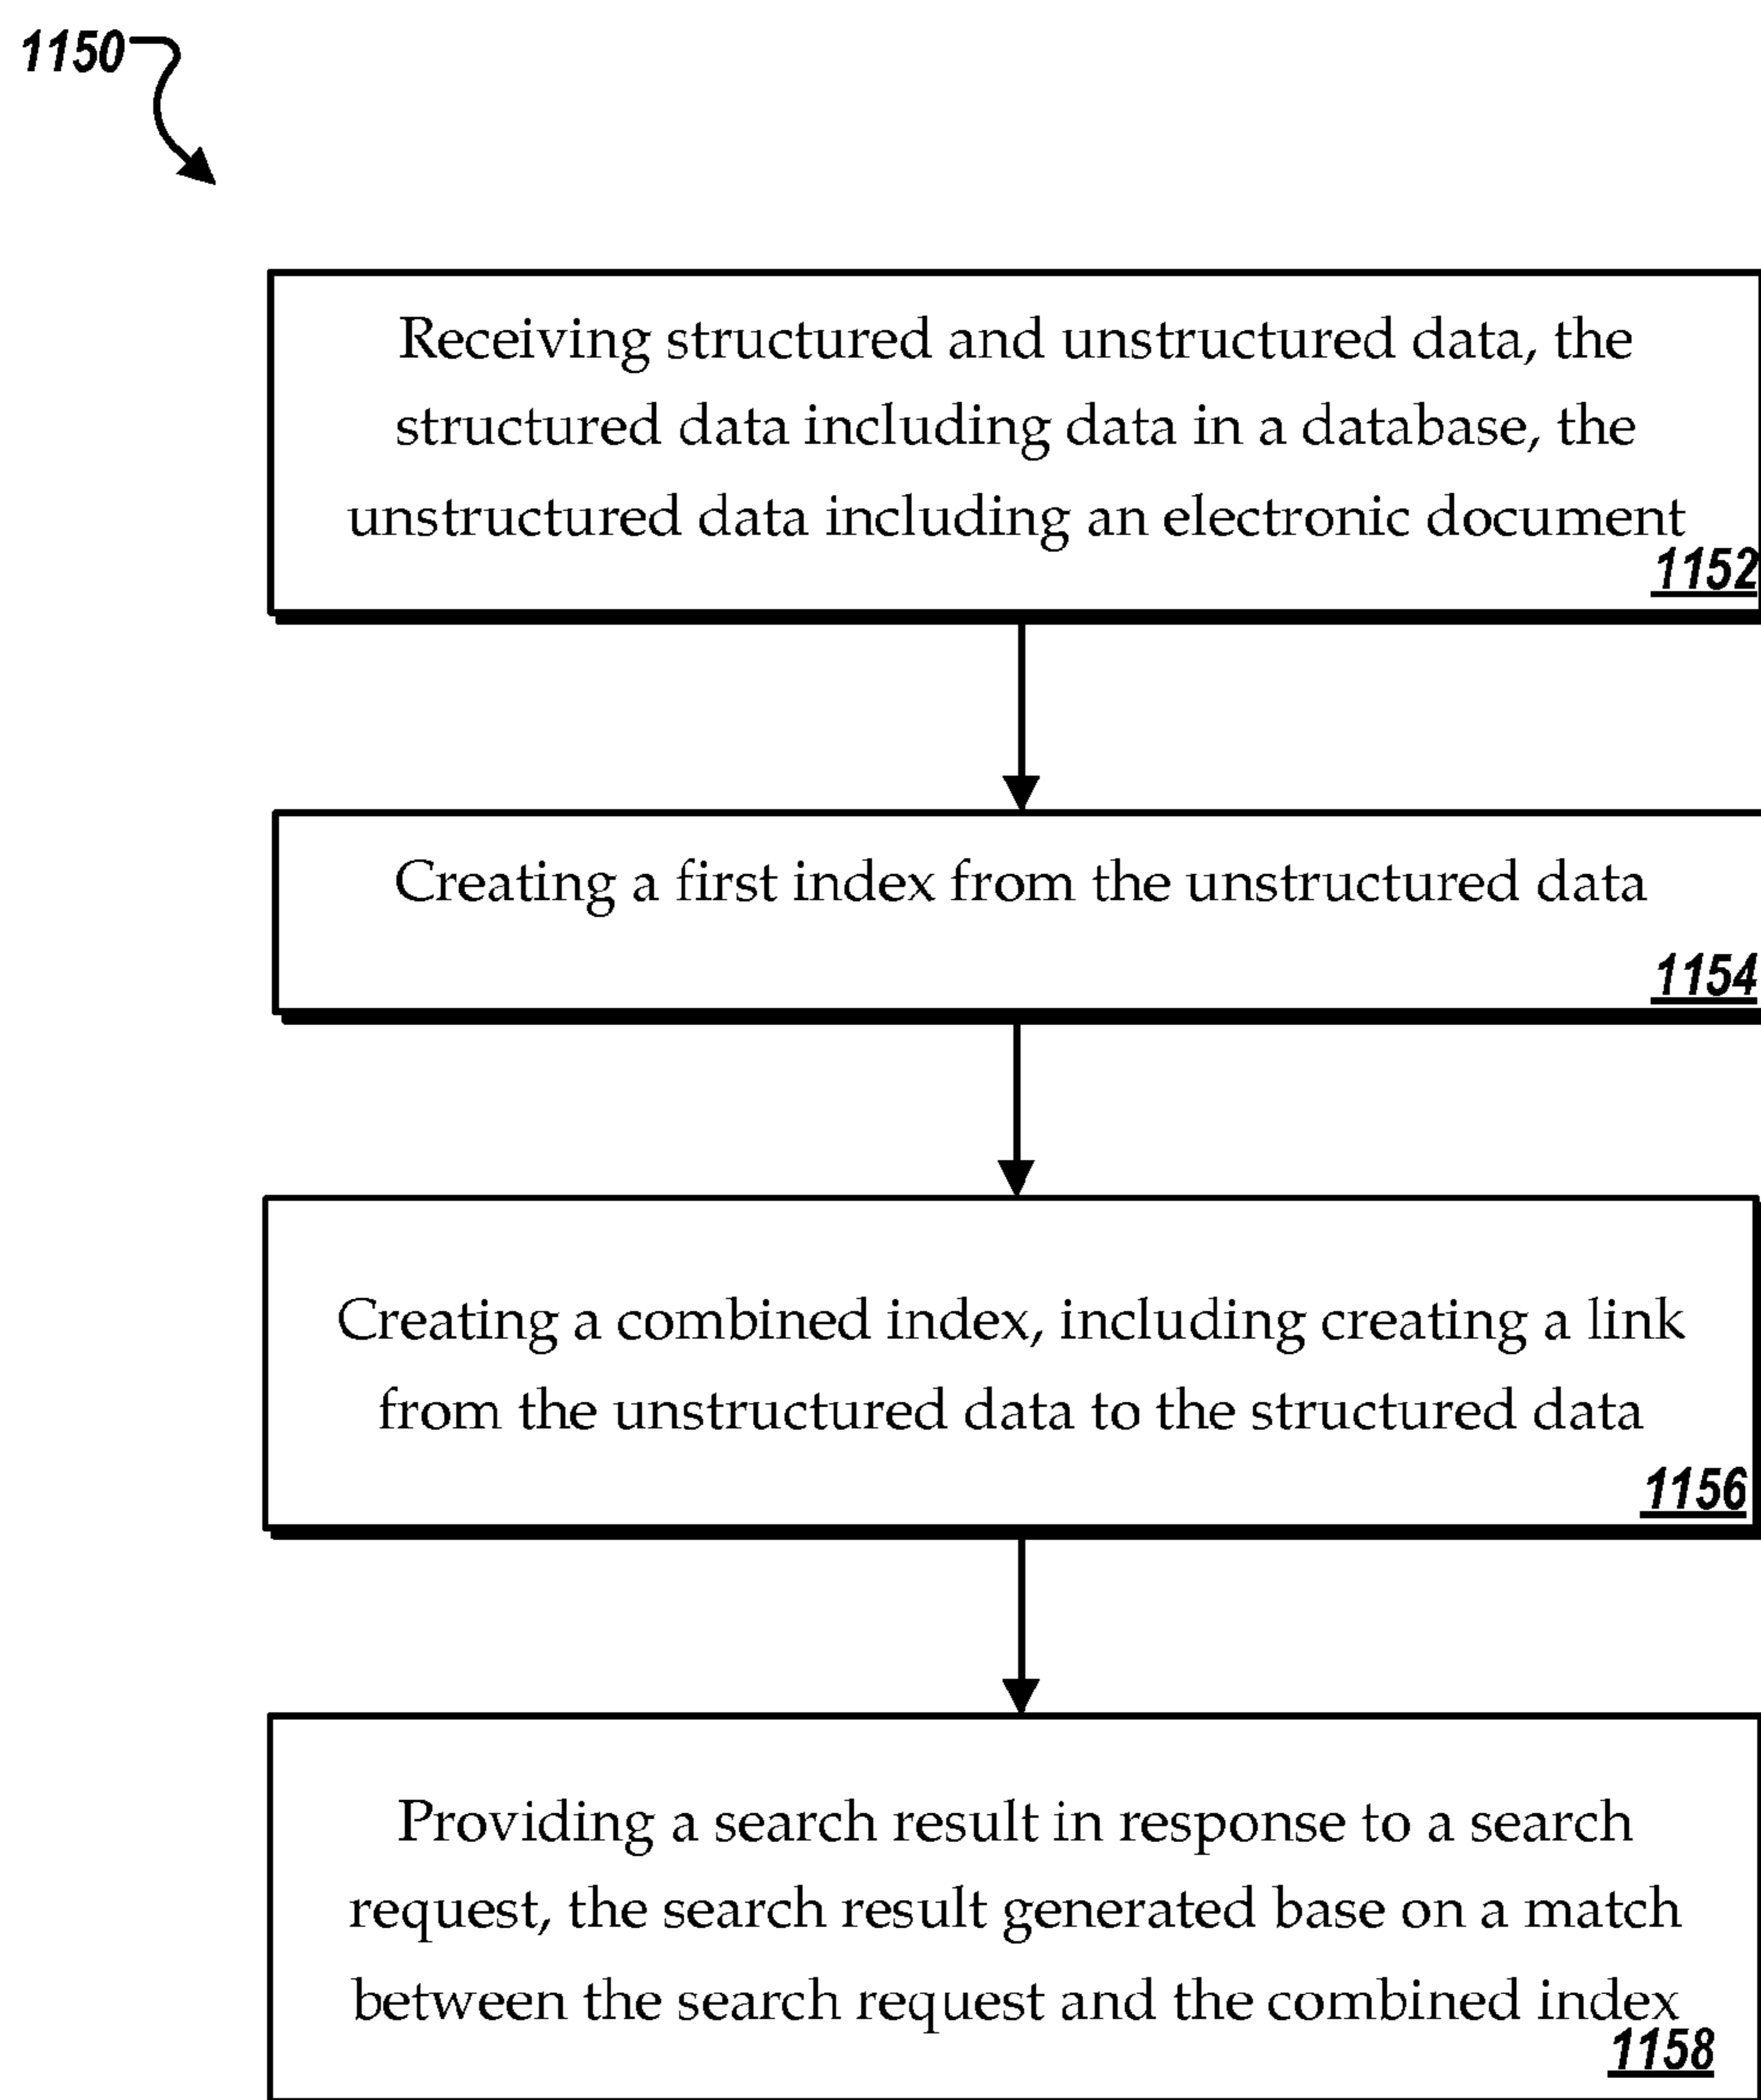 1150
Receiving structured and unstructured data, the
structured data including data in a database, the
unstructured data including an electronic document
1152
Creating a first index from the unstructured data
1154
Creating a combined index, including creating a link
from the unstructured data to the structured data
1156
Providing a search result in response to a search
request, the search result generated base on a match
between the search request and the combined index
1158